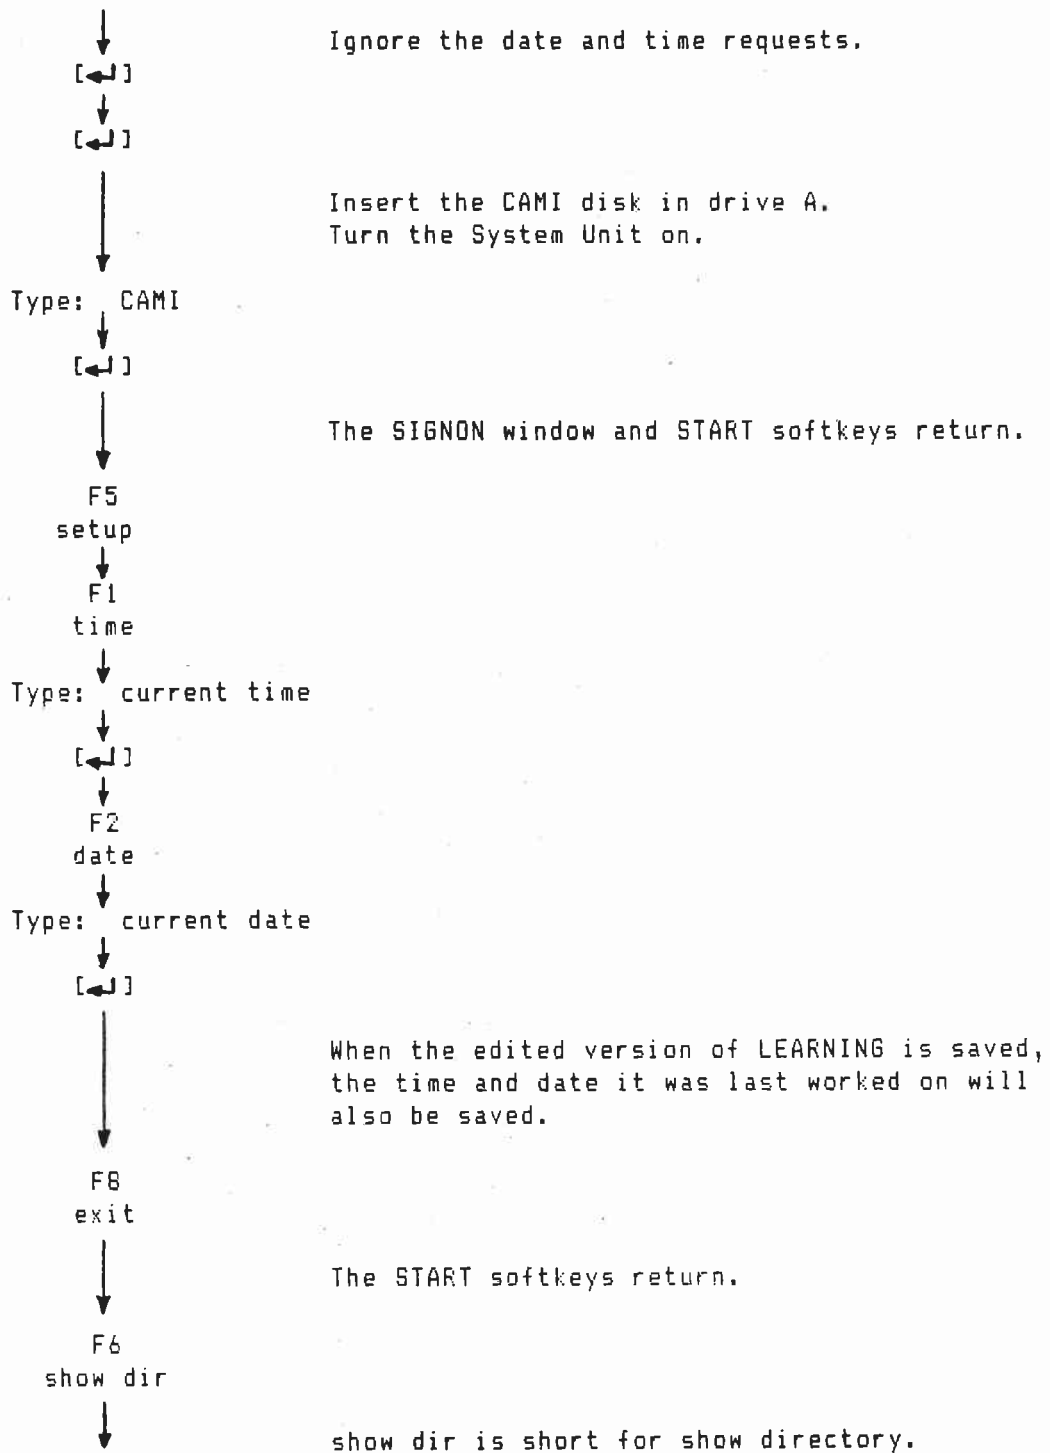 Ignore the date and time requests.
[↵]
[↵]
Insert the CAMI disk in drive A.
Turn the System Unit on.
Type: CAMI
[↵]
The SIGNON window and START softkeys return.
F5
setup
F1
time
Type: current time
[↵]
F2
date
Type: current date
[↵]
When the edited version of LEARNING is saved,
the time and date it was last worked on will
also be saved.
F8
exit
The START softkeys return.
F6
show dir
show dir is short for show directory.